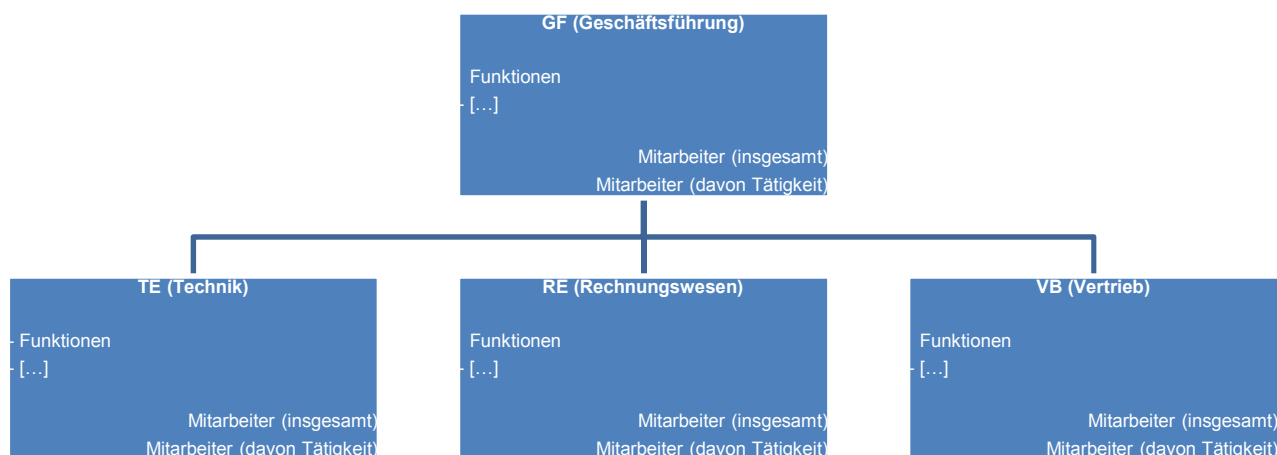 GF (Geschäftsführung)
Funktionen
- […]
Mitarbeiter (insgesamt)
Mitarbeiter (davon Tätigkeit)
TE (Technik)
- Funktionen
- […]
Mitarbeiter (insgesamt)
Mitarbeiter (davon Tätigkeit)
RE (Rechnungswesen)
Funktionen
- […]
Mitarbeiter (insgesamt)
Mitarbeiter (davon Tätigkeit)
VB (Vertrieb)
Funktionen
- […]
Mitarbeiter (insgesamt)
Mitarbeiter (davon Tätigkeit)